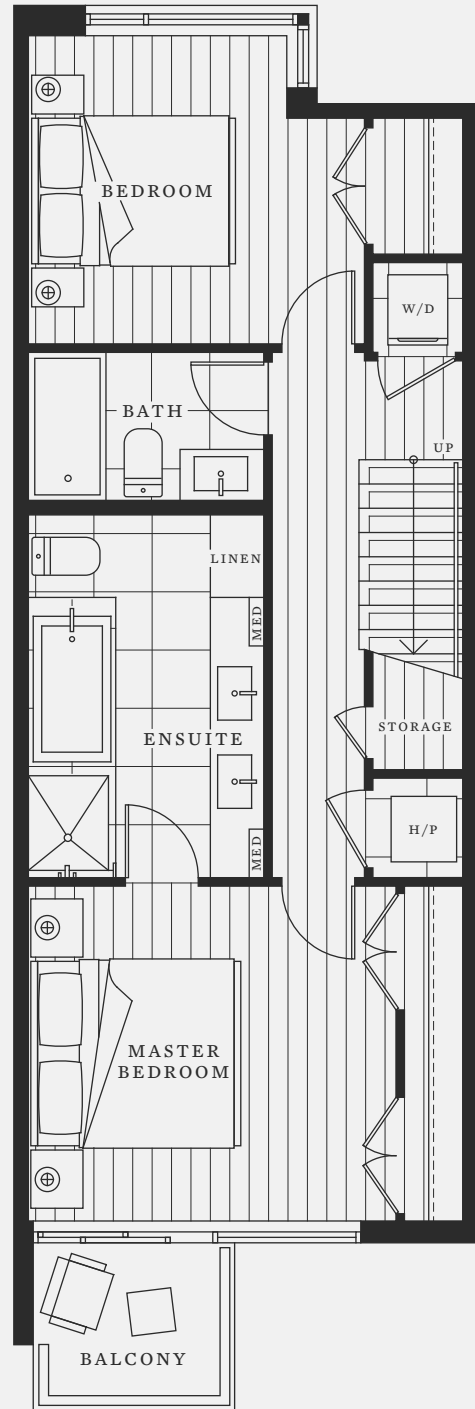 BEDROOM
W/D
BATH
UP
LINEN
MED
STORAGE
ENSUITE
H/P
MED
MASTER
BEDROOM
BALCONY